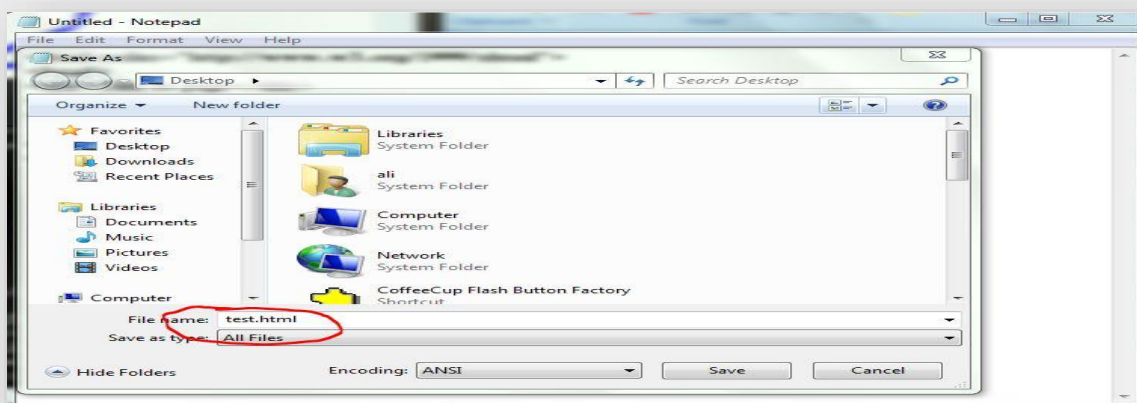 Untitled - Notepad
File Edit Format View Help
Save As
Desktop
Search Desktop
Organize New folder
Favorites
Desktop
Downloads
Recent Places
Libraries
Documents
Music
Pictures
Videos
Computer
Libraries
System Folder
ali
System Folder
Computer
System Folder
Network
System Folder
CoffeeCup Flash Button Factory
Shortcut
File name: test.html
Save as type: All Files
Hide Folders Encoding: ANSI Save Cancel